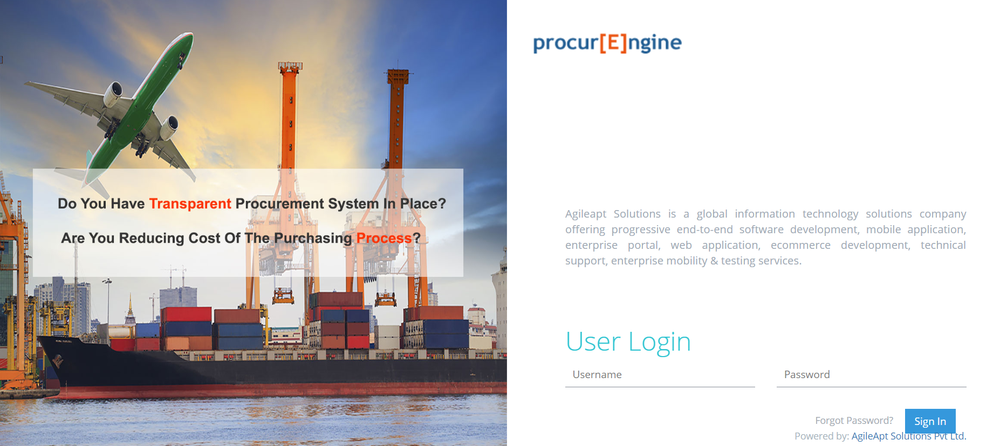 Do You Have Transparent Procurement System In Place?
Are You Reducing Cost Of The Purchasing Process?
procur[E]ngine
Agileapt Solutions is a global information technology solutions company
offering progressive end-to-end software development, mobile application,
enterprise portal, web application, ecommerce development, technical
support, enterprise mobility & testing services.
User Login
Username
Password
Forgot Password?
Sign In
Powered by: AgileApt Solutions Pvt Ltd.